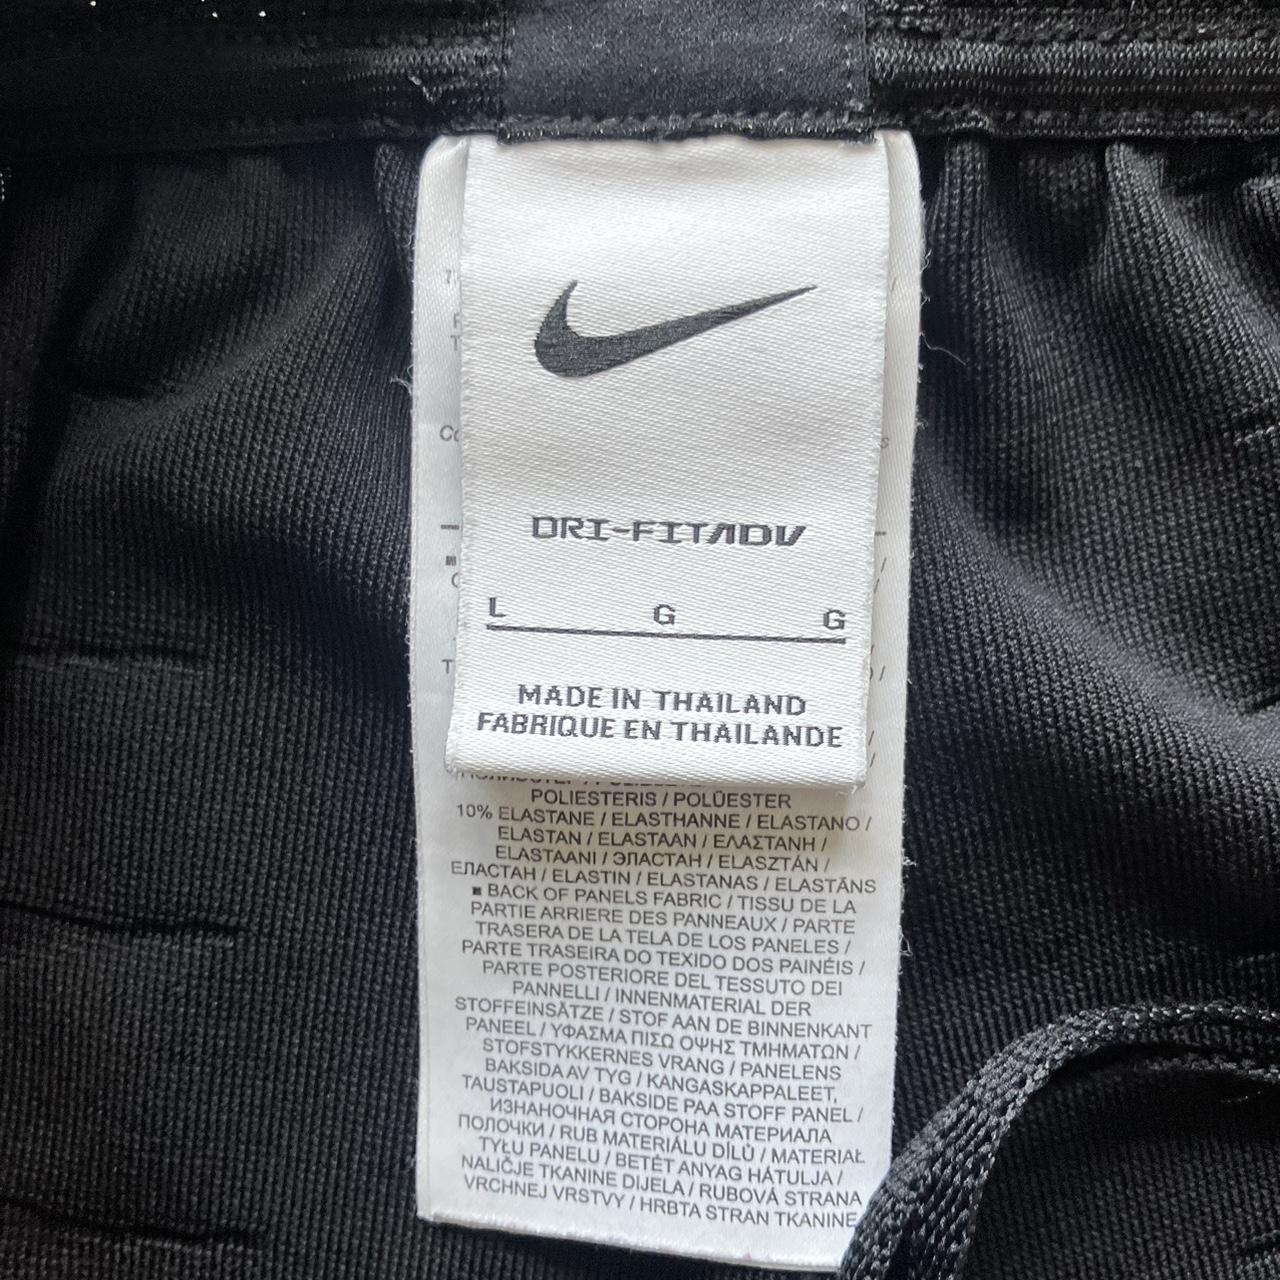 DRI-FIT ADV
L G G
MADE IN THAILAND
FABRIQUE EN THAILANDE
POLIESTERIS / POLÜESTER
10% ELASTANE / ELASTHANNE / ELASTANO /
ELASTAN / ELASTAAN / ΕΛΑΣΤΑΝΗ /
ELASTAANI / ЭЛАСТАН / ELASZTÁN /
ЕЛАСТАН / ELASTIN / ELASTANAS / ELASTĀNS
■ BACK OF PANELS FABRIC / TISSU DE LA
PARTIE ARRIERE DES PANNEAUX / PARTE
TRASERA DE LA TELA DE LOS PANELES /
PARTE TRASEIRA DO TEXIDO DOS PAINÉIS /
PARTE POSTERIORE DEL TESSUTO DEI
PANNELLI / INNENMATERIAL DER
STOFFEINSÄTZE / STOF AAN DE BINNENKANT
PANEEL / ΥΦΑΣΜΑ ΠΙΣΩ ΟΨΗΣ ΤΜΗΜΑΤΩΝ /
STOFSTYKKERNES VRANG / PANELENS
BAKSIDA AV TYG / KANGASKAPPALEET,
TAUSTAPUOLI / BAKSIDE PAA STOFF PANEL /
ИЗНАНОЧНАЯ СТОРОНА МАТЕРИАЛА
ПОЛОЧКИ / RUB MATERIÁLU DÍLŮ / MATERIAŁ
TYŁU PANELU / BETÉT ANYAG HÁTULJA /
NALIČJE TKANINE DIJELA / RUBOVÁ STRANA
VRCHNEJ VRSTVY / HRBTA STRAN TKANINE